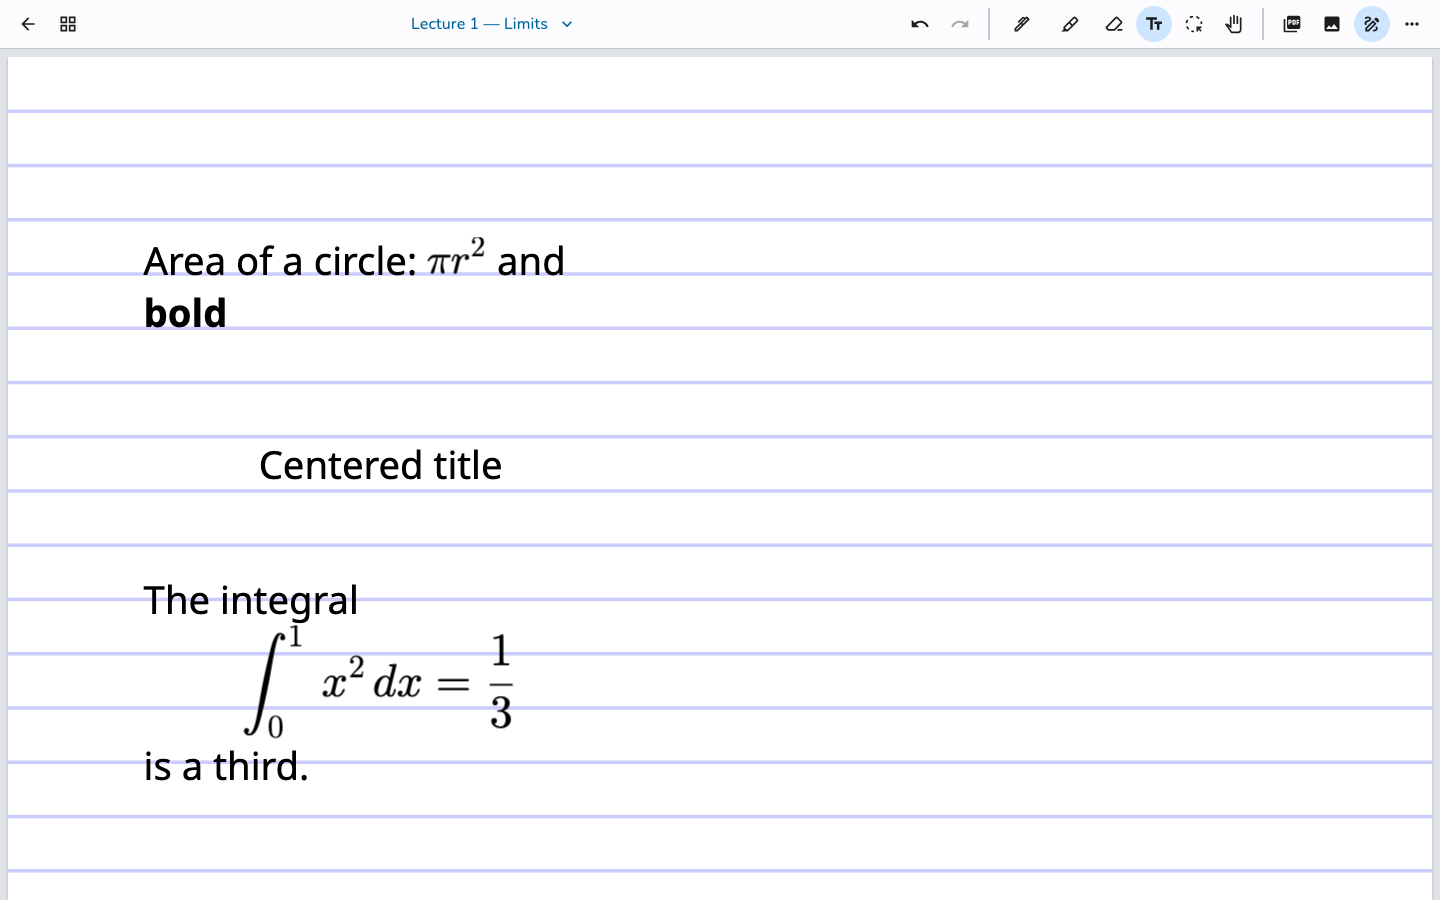 Lecture 1 — Limits
PDF
Area of a circle: πr² and
bold
Centered title
The integral
∫₀¹ x² dx = 1/3
is a third.